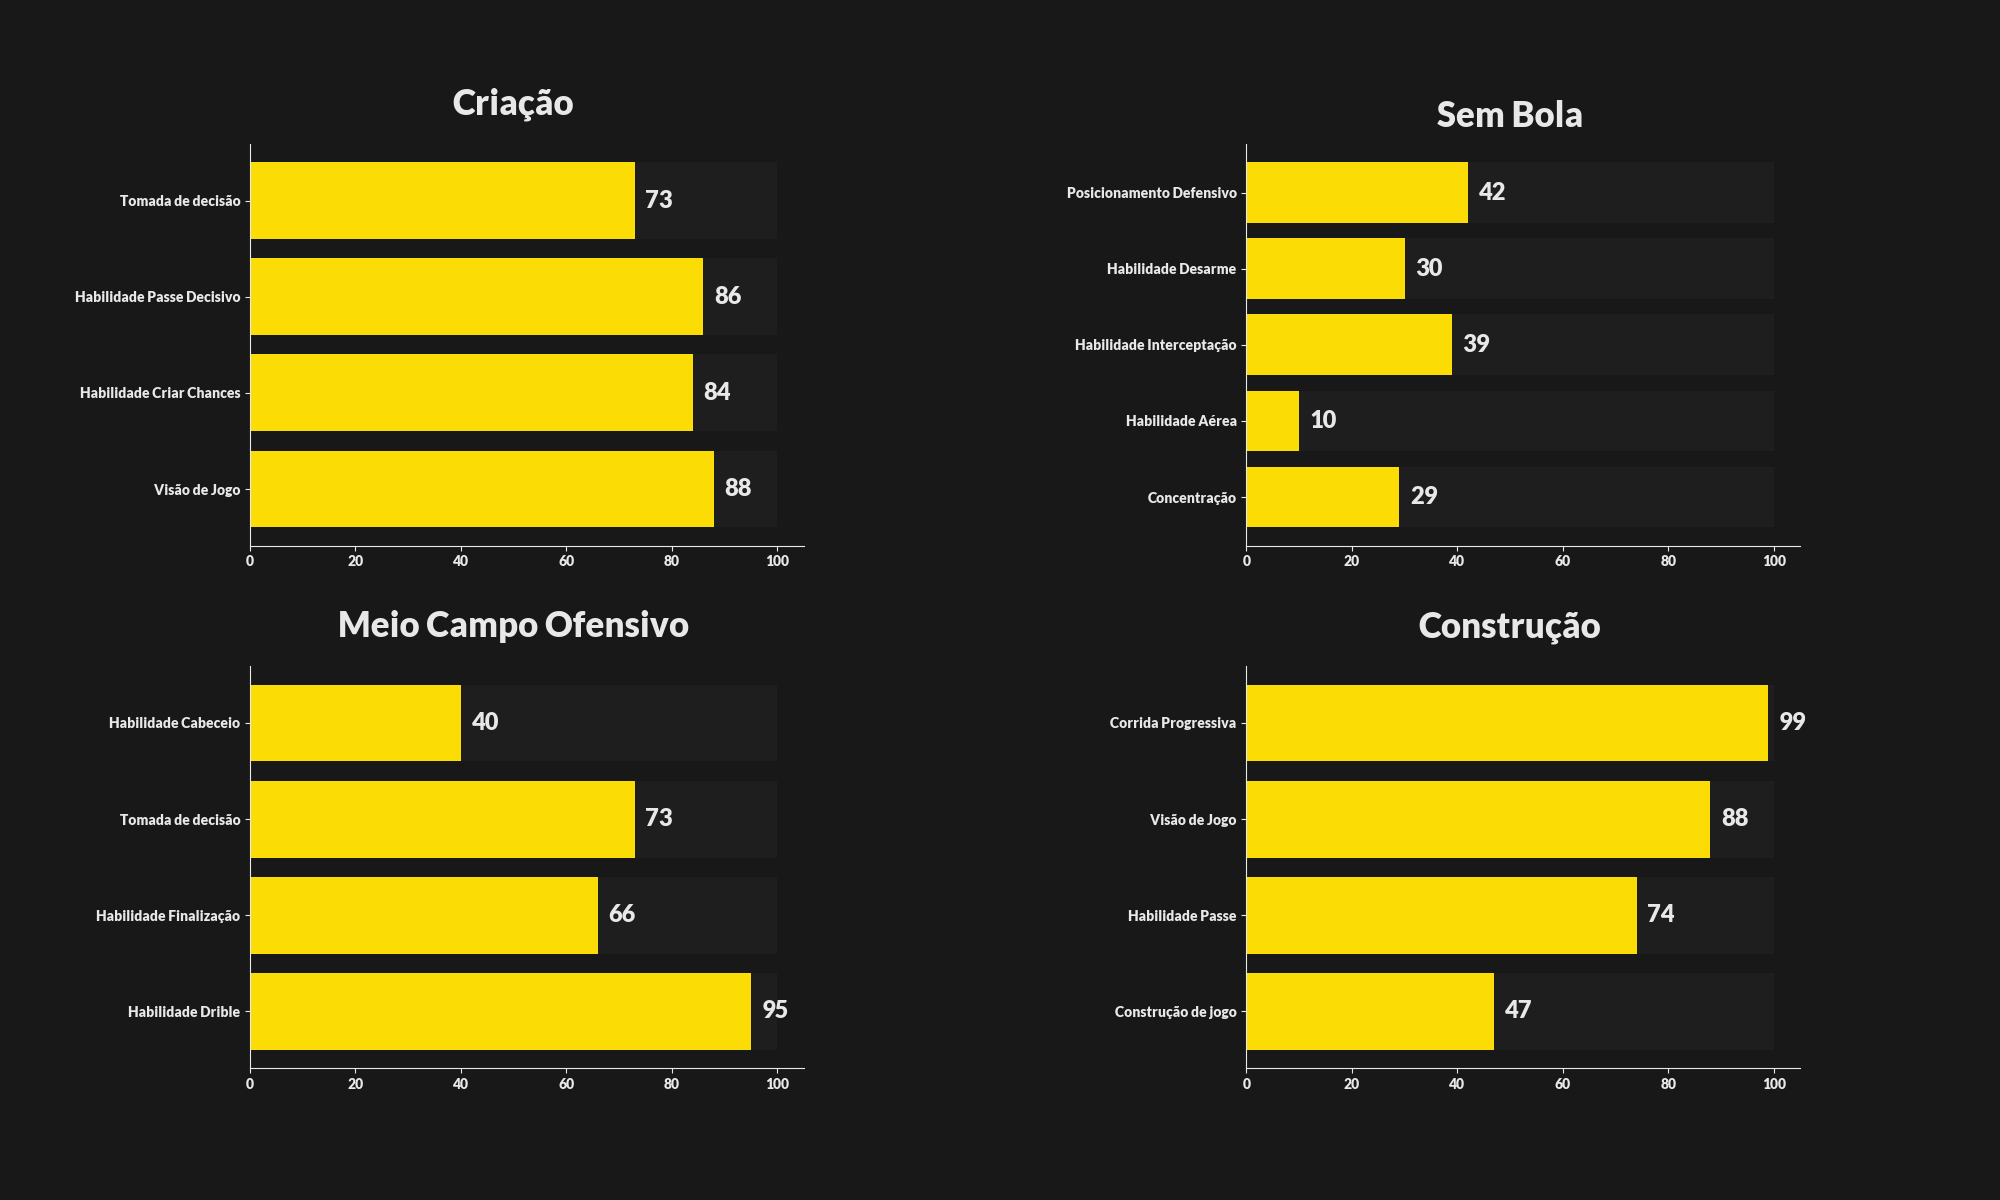 Criação
Tomada de decisão
73
Habilidade Passe Decisivo
86
Habilidade Criar Chances
84
Visão de Jogo
88
0 20 40 60 80 100
Sem Bola
Posicionamento Defensivo
42
Habilidade Desarme
30
Habilidade Interceptação
39
Habilidade Aérea
10
Concentração
29
0 20 40 60 80 100
Meio Campo Ofensivo
Habilidade Cabeceio
40
Tomada de decisão
73
Habilidade Finalização
66
Habilidade Drible
95
0 20 40 60 80 100
Construção
Corrida Progressiva
99
Visão de Jogo
88
Habilidade Passe
74
Construção de jogo
47
0 20 40 60 80 100